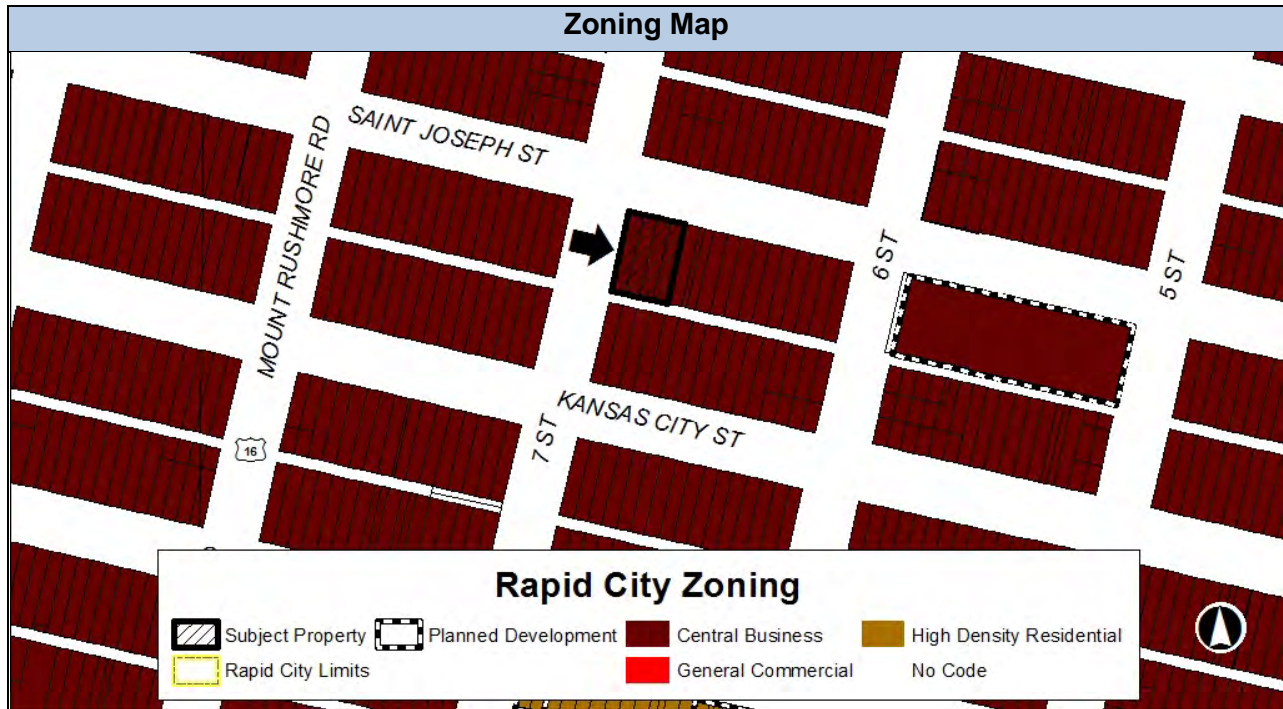 Zoning Map
SAINT JOSEPH ST
MOUNT RUSHMORE RD
6 ST
5 ST
KANSAS CITY ST
7 ST
16
Rapid City Zoning
Subject Property
Planned Development
Central Business
High Density Residential
Rapid City Limits
General Commercial
No Code